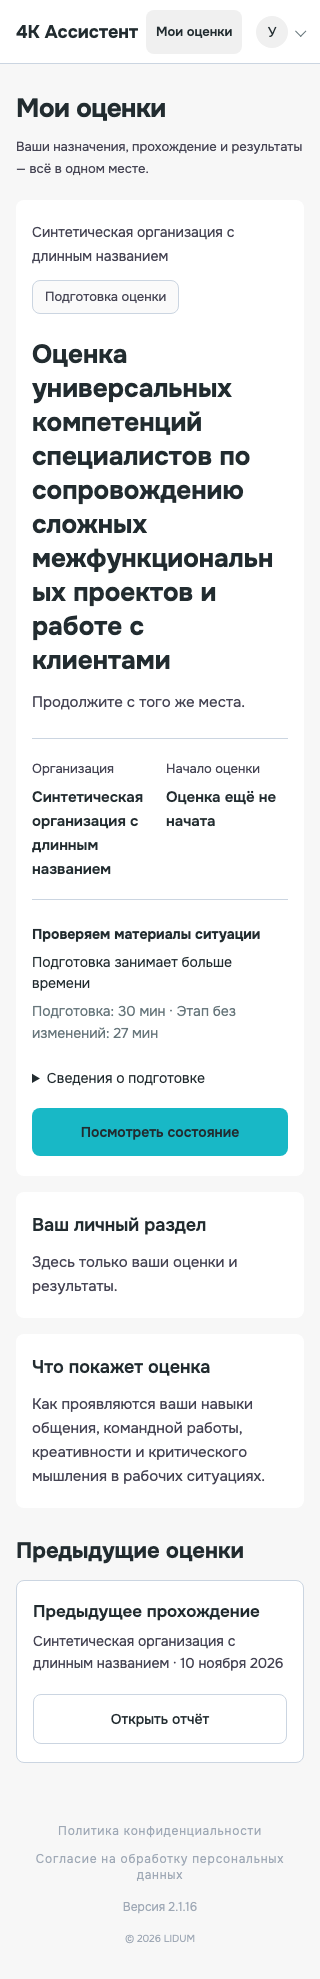 4K Ассистент
Мои оценки
У
Мои оценки
Ваши назначения, прохождение и результаты
— всё в одном месте.
Синтетическая организация с
длинным названием
Подготовка оценки
Оценка
универсальных
компетенций
специалистов по
сопровождению
сложных
межфункциональн
ых проектов и
работе с
клиентами
Продолжите с того же места.
Организация
Синтетическая
организация с
длинным
названием
Начало оценки
Оценка ещё не
начата
Проверяем материалы ситуации
Подготовка занимает больше
времени
Подготовка: 30 мин · Этап без
изменений: 27 мин
Сведения о подготовке
Посмотреть состояние
Ваш личный раздел
Здесь только ваши оценки и
результаты.
Что покажет оценка
Как проявляются ваши навыки
общения, командной работы,
креативности и критического
мышления в рабочих ситуациях.
Предыдущие оценки
Предыдущее прохождение
Синтетическая организация с
длинным названием · 10 ноября 2026
Открыть отчёт
Политика конфиденциальности
Согласие на обработку персональных
данных
Версия 2.1.16
© 2026 LIDUM